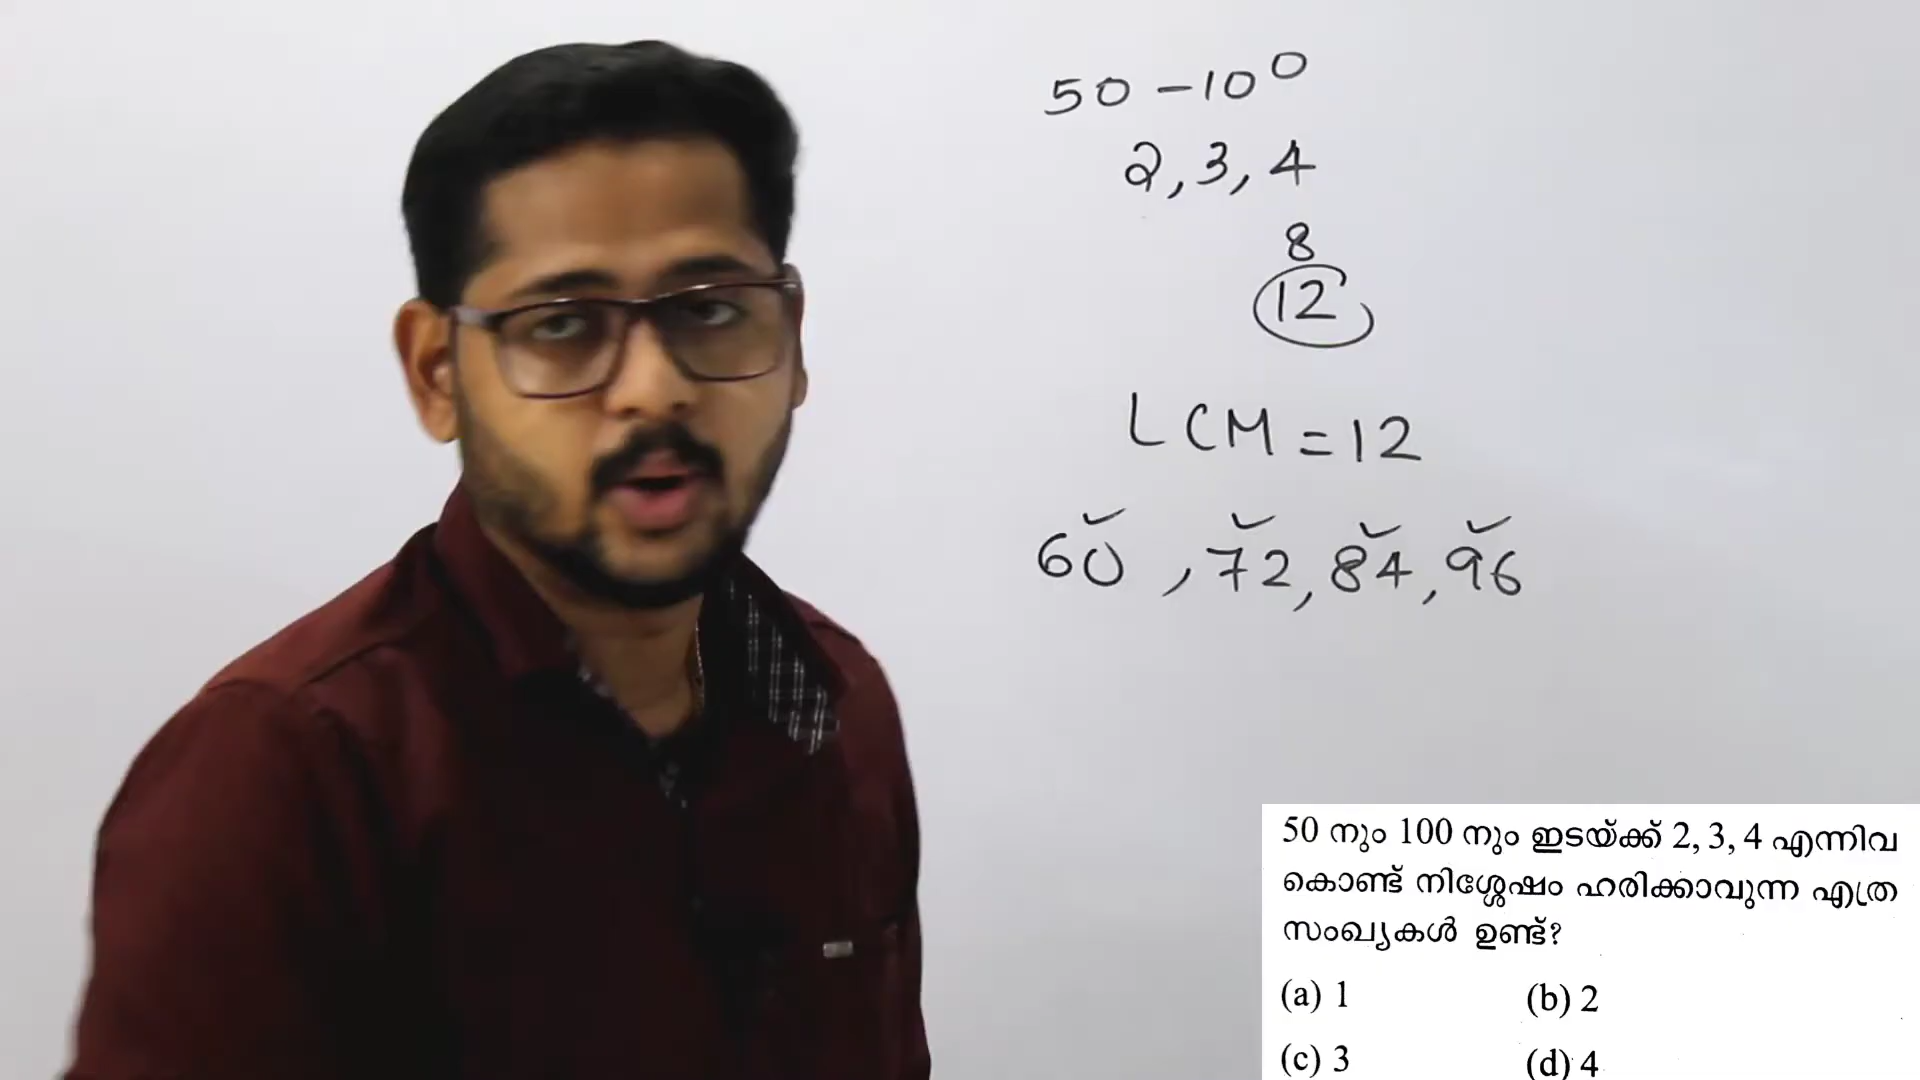 50 - 100
2, 3, 4
8
12
LCM = 12
60, 72, 84, 96
50 നും 100 നും ഇടയ്ക്ക് 2, 3, 4 എന്നിവ
കൊണ്ട് നിശ്ശേഷം ഹരിക്കാവുന്ന എത്ര
സംഖ്യകൾ ഉണ്ട്?
(a) 1 (b) 2
(c) 3 (d) 4